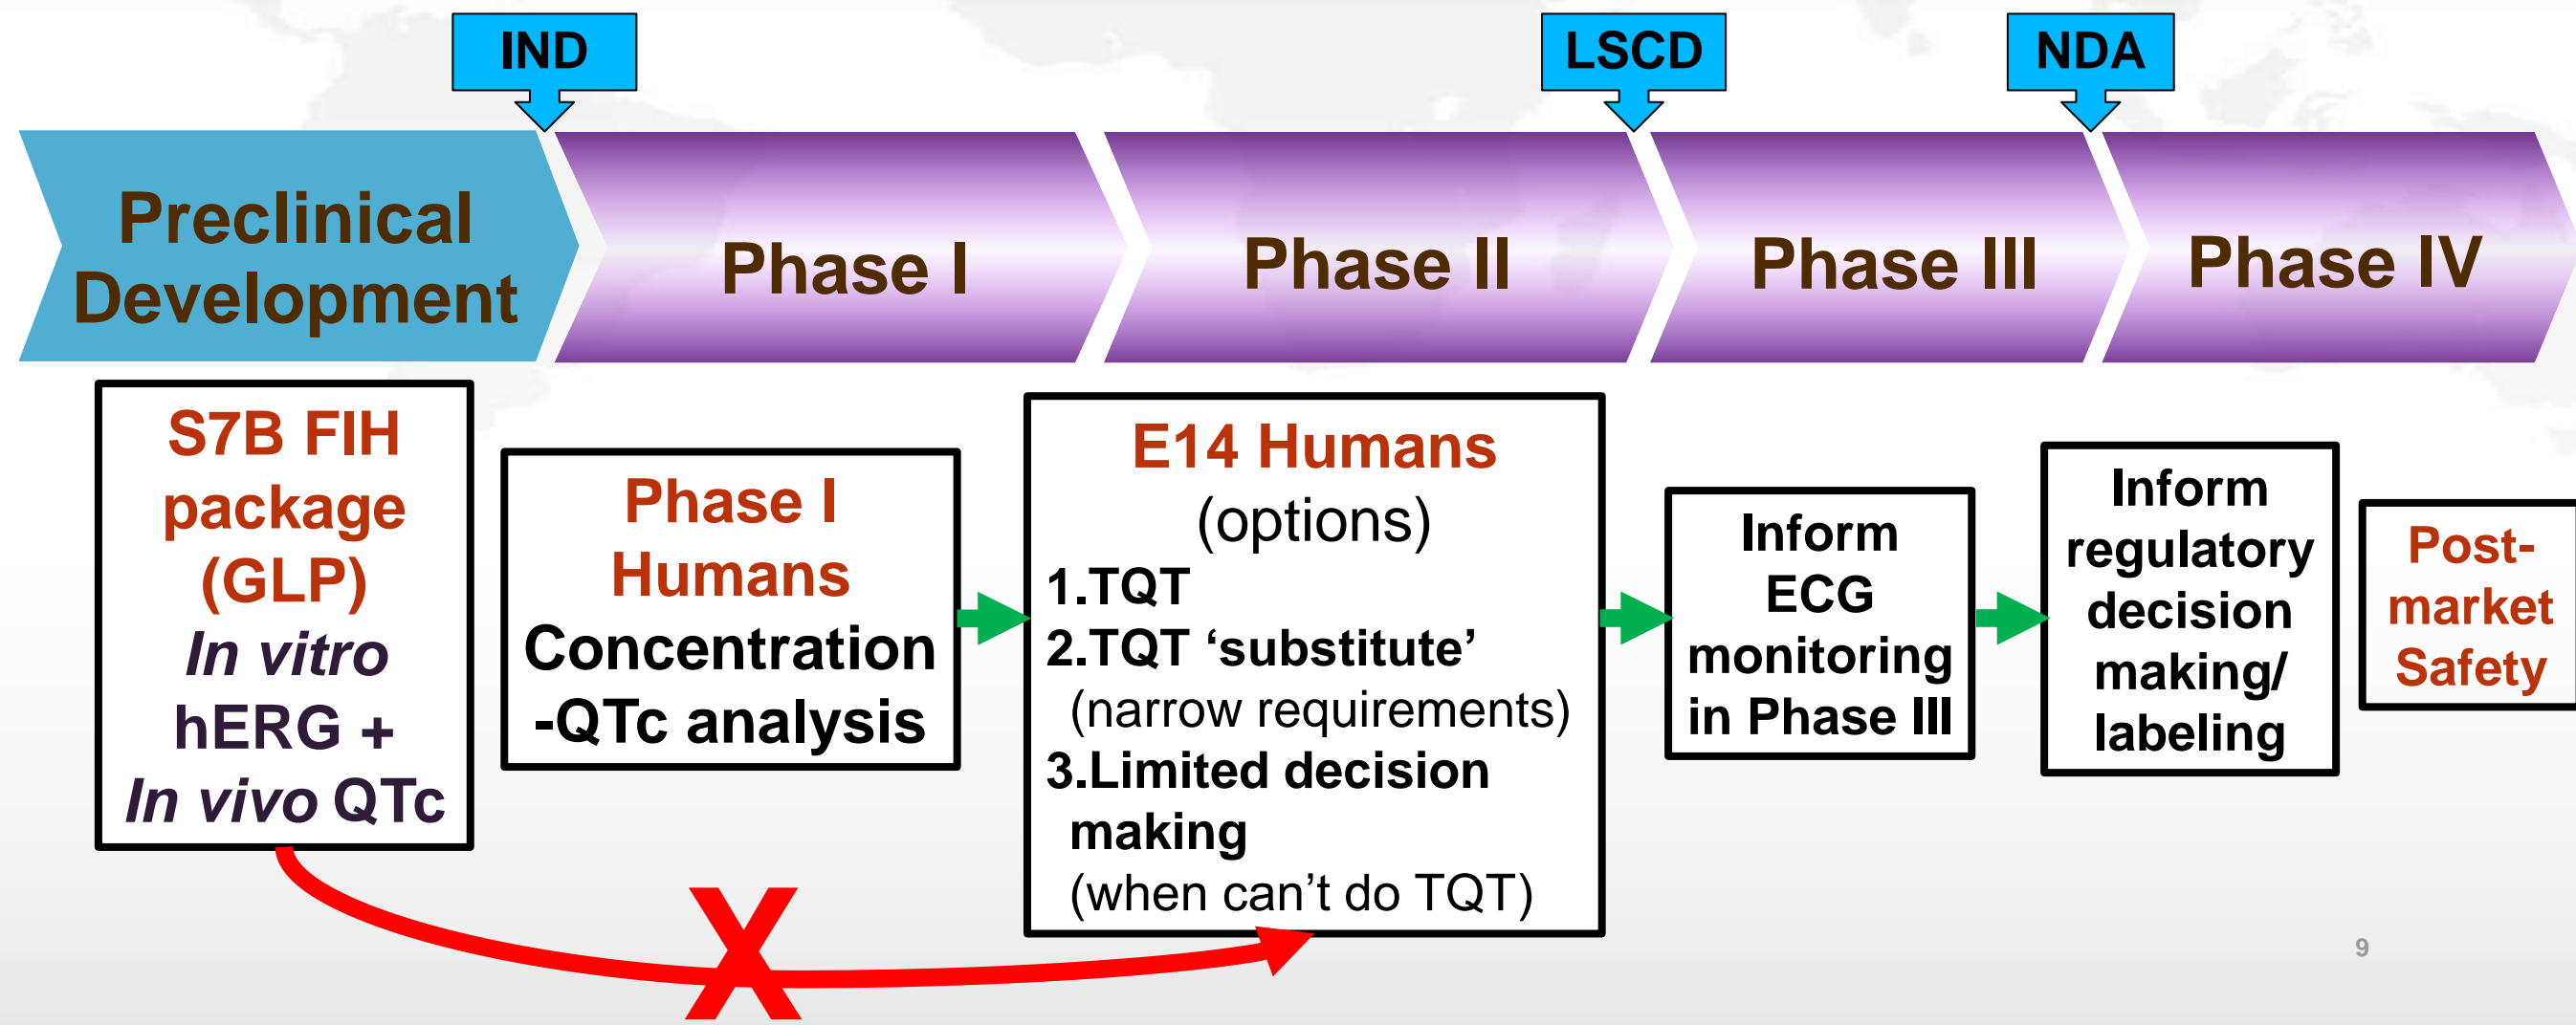 IND
LSCD
NDA
Preclinical
Development
Phase I
Phase II
Phase III
Phase IV
S7B FIH
package
(GLP)
In vitro
hERG +
In vivo QTc
Phase I
Humans
Concentration
-QTc analysis
E14 Humans
(options)
1.TQT
2.TQT ‘substitute’
(narrow requirements)
3.Limited decision
making
(when can’t do TQT)
Inform
ECG
monitoring
in Phase III
Inform
regulatory
decision
making/
labeling
Post-
market
Safety
X
9